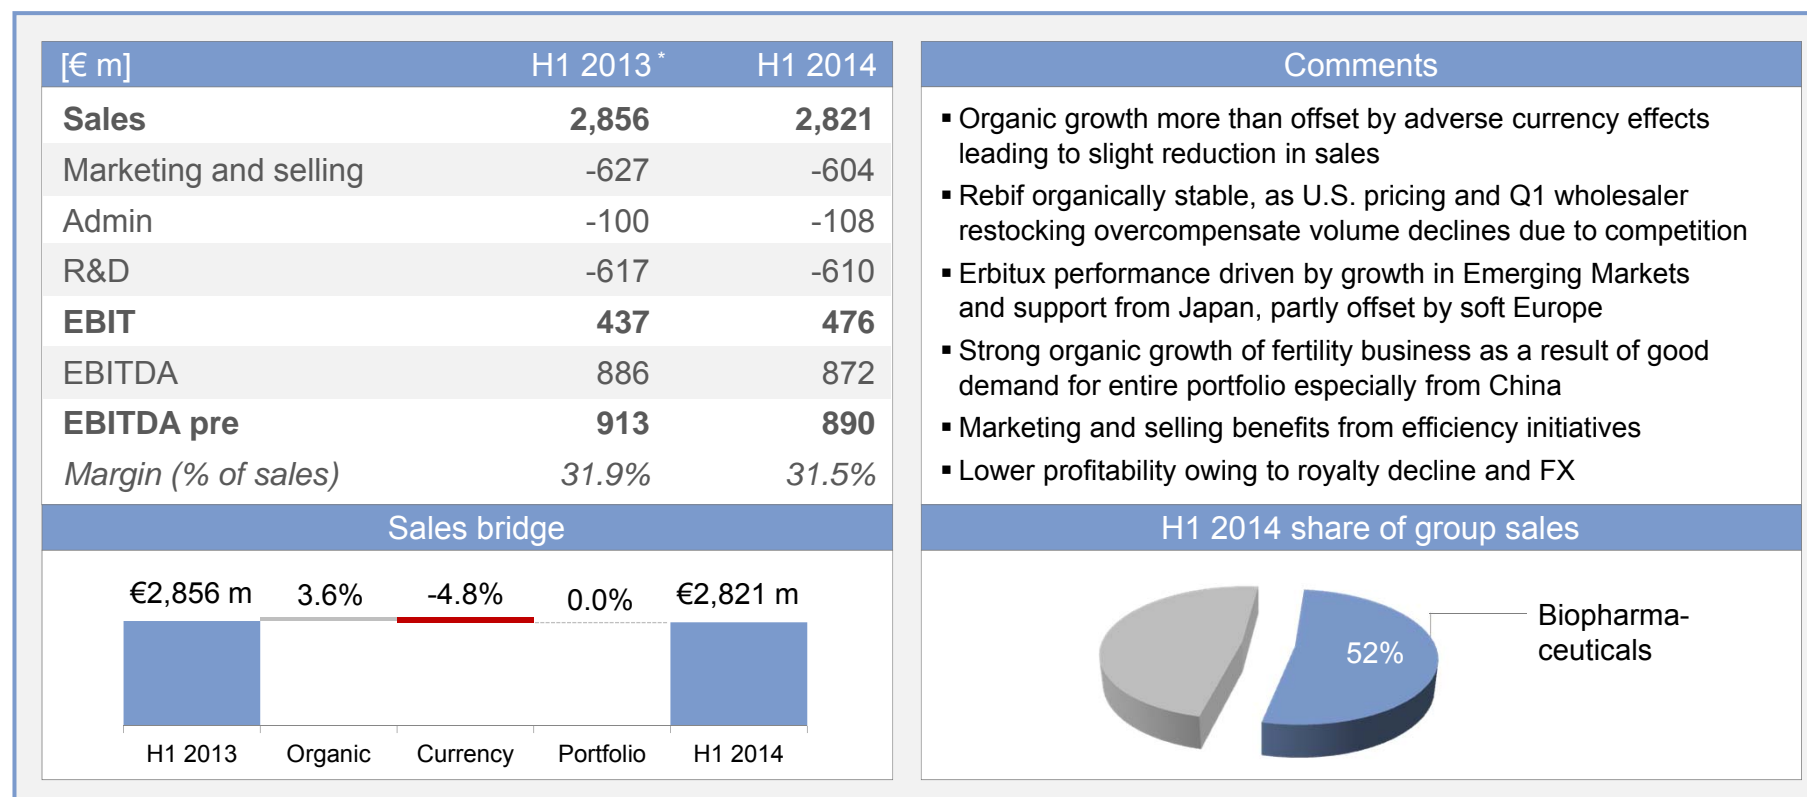 [€ m] H1 2013* H1 2014
Sales 2,856 2,821
Marketing and selling -627 -604
Admin -100 -108
R&D -617 -610
EBIT 437 476
EBITDA 886 872
EBITDA pre 913 890
Margin (% of sales) 31.9% 31.5%
Comments
▪ Organic growth more than offset by adverse currency effects
leading to slight reduction in sales
▪ Rebif organically stable, as U.S. pricing and Q1 wholesaler
restocking overcompensate volume declines due to competition
▪ Erbitux performance driven by growth in Emerging Markets
and support from Japan, partly offset by soft Europe
▪ Strong organic growth of fertility business as a result of good
demand for entire portfolio especially from China
▪ Marketing and selling benefits from efficiency initiatives
▪ Lower profitability owing to royalty decline and FX
Sales bridge
€2,856 m 3.6% -4.8% 0.0% €2,821 m
H1 2013 Organic Currency Portfolio H1 2014
H1 2014 share of group sales
52%
Biopharma-
ceuticals